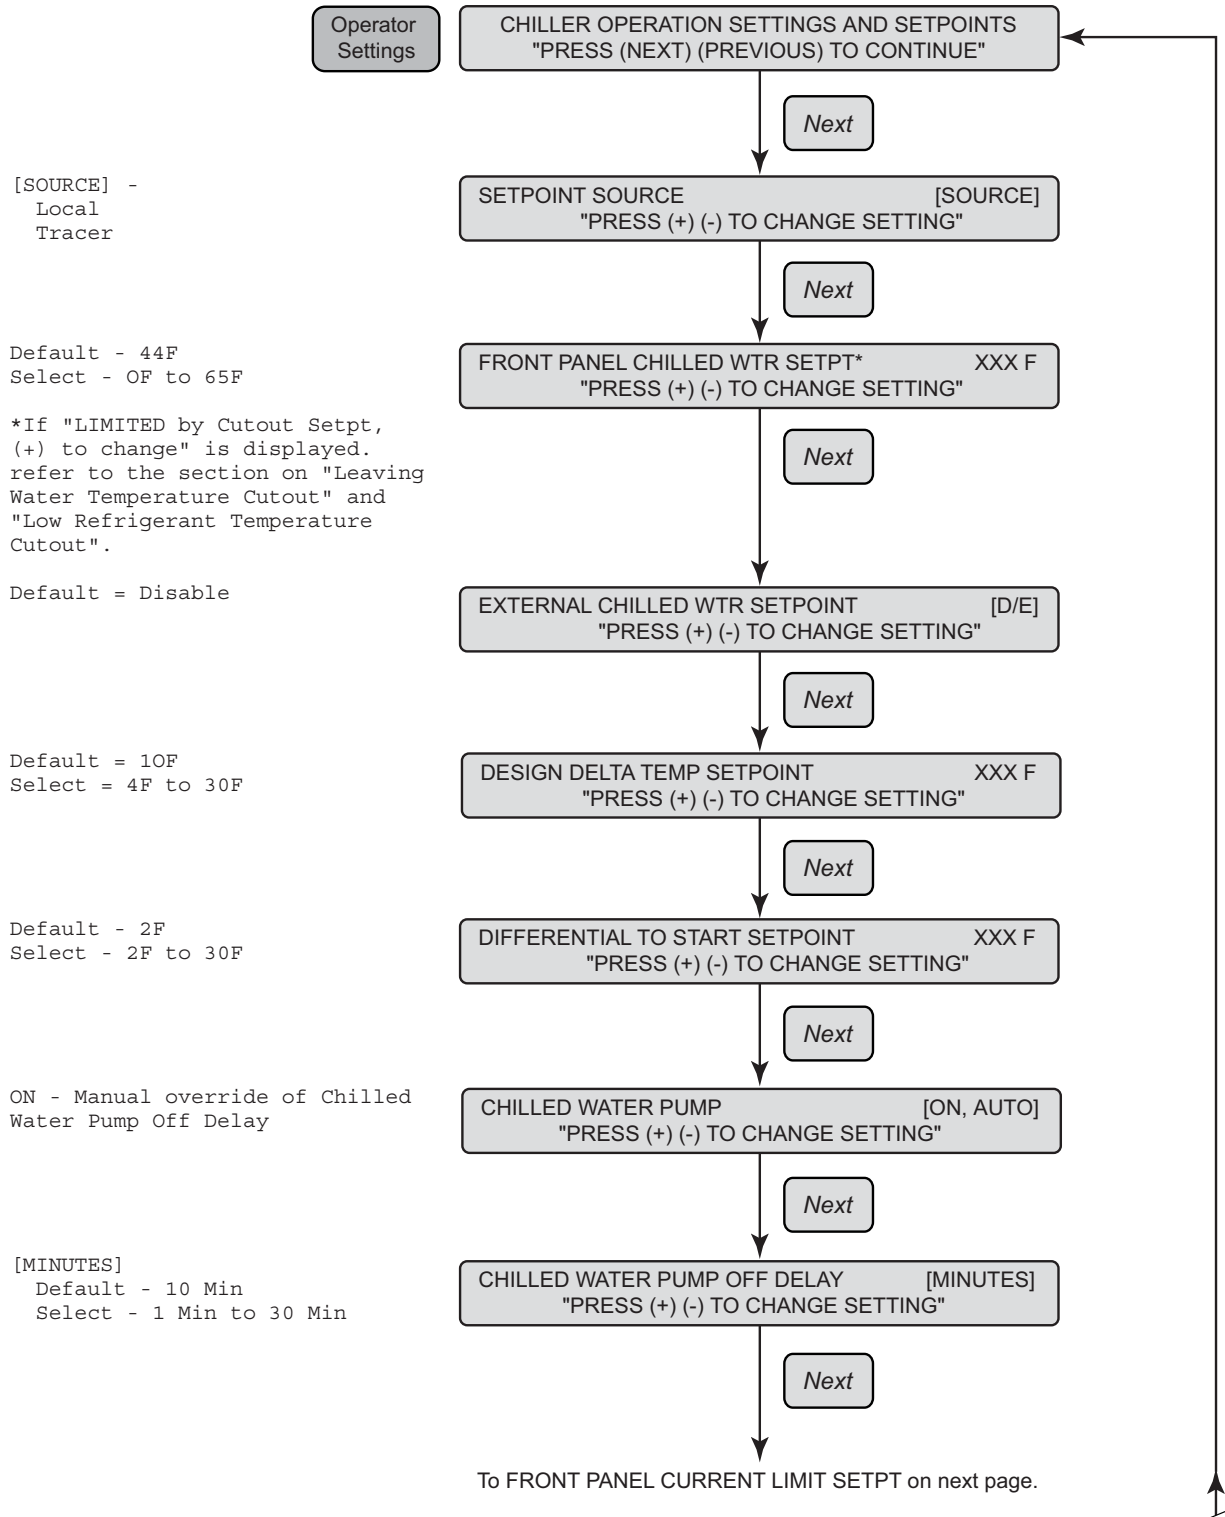 Operator
Settings
CHILLER OPERATION SETTINGS AND SETPOINTS
"PRESS (NEXT) (PREVIOUS) TO CONTINUE"
Next
[SOURCE] -
Local
Tracer
SETPOINT SOURCE [SOURCE]
"PRESS (+) (-) TO CHANGE SETTING"
Next
Default - 44F
Select - OF to 65F
*If "LIMITED by Cutout Setpt,
(+) to change" is displayed.
refer to the section on "Leaving
Water Temperature Cutout" and
"Low Refrigerant Temperature
Cutout".
FRONT PANEL CHILLED WTR SETPT* XXX F
"PRESS (+) (-) TO CHANGE SETTING"
Next
Default = Disable
EXTERNAL CHILLED WTR SETPOINT [D/E]
"PRESS (+) (-) TO CHANGE SETTING"
Next
Default = 1OF
Select = 4F to 30F
DESIGN DELTA TEMP SETPOINT XXX F
"PRESS (+) (-) TO CHANGE SETTING"
Next
Default - 2F
Select - 2F to 30F
DIFFERENTIAL TO START SETPOINT XXX F
"PRESS (+) (-) TO CHANGE SETTING"
Next
ON - Manual override of Chilled
Water Pump Off Delay
CHILLED WATER PUMP [ON, AUTO]
"PRESS (+) (-) TO CHANGE SETTING"
Next
[MINUTES]
Default - 10 Min
Select - 1 Min to 30 Min
CHILLED WATER PUMP OFF DELAY [MINUTES]
"PRESS (+) (-) TO CHANGE SETTING"
Next
To FRONT PANEL CURRENT LIMIT SETPT on next page.